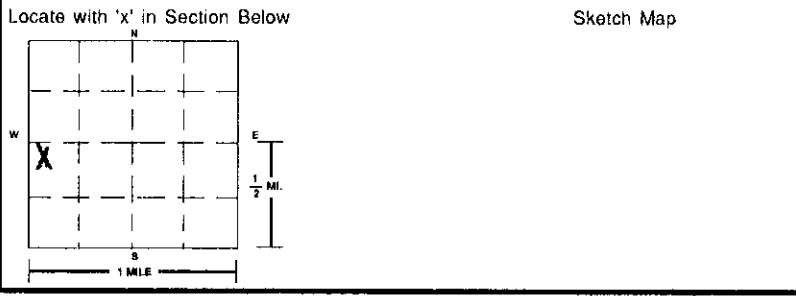 Locate with 'x' in Section Below
Sketch Map
N
W
E
X
1/2 MI.
S
1 MILE